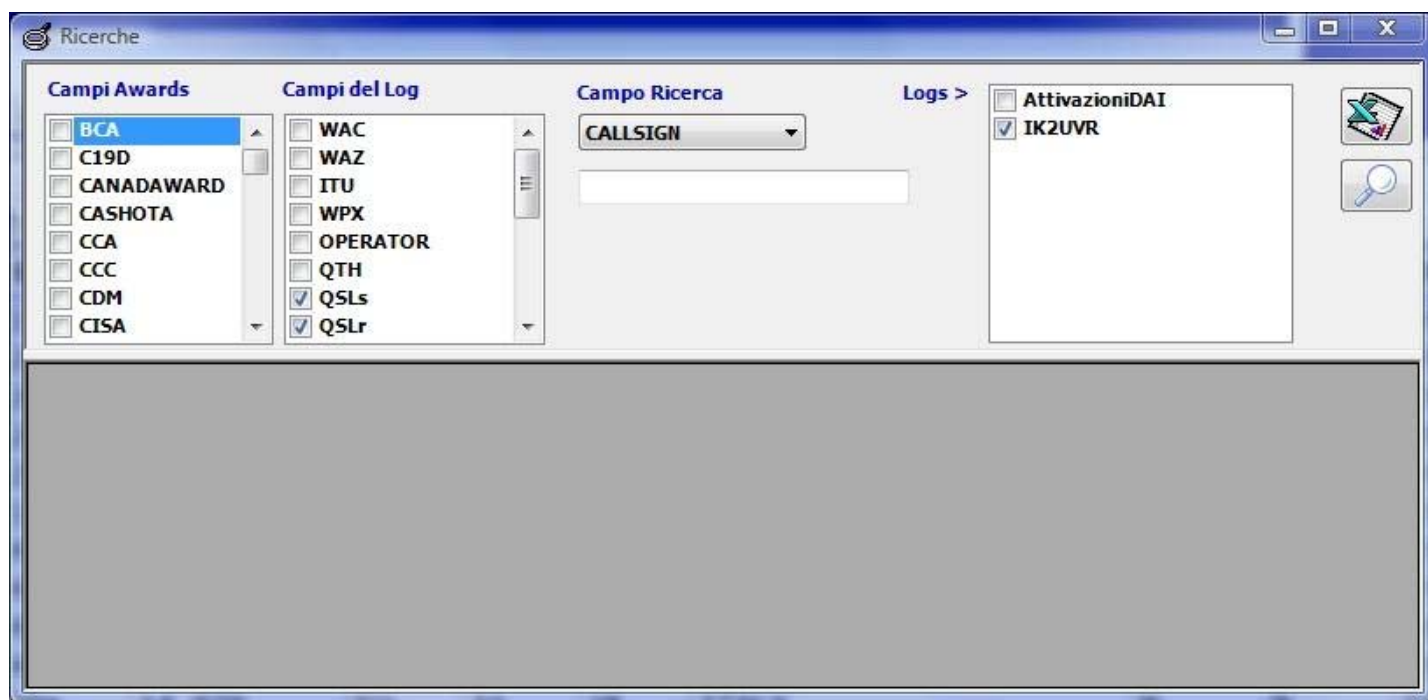 Ricerche
Campi Awards
BCA
C19D
CANADAWARD
CASHOTA
CCA
CCC
CDM
CISA
Campi del Log
WAC
WAZ
ITU
WPX
OPERATOR
QTH
QSLs
QSLr
Campo Ricerca
CALLSIGN
Logs >
AttivazioniDAI
IK2UVR